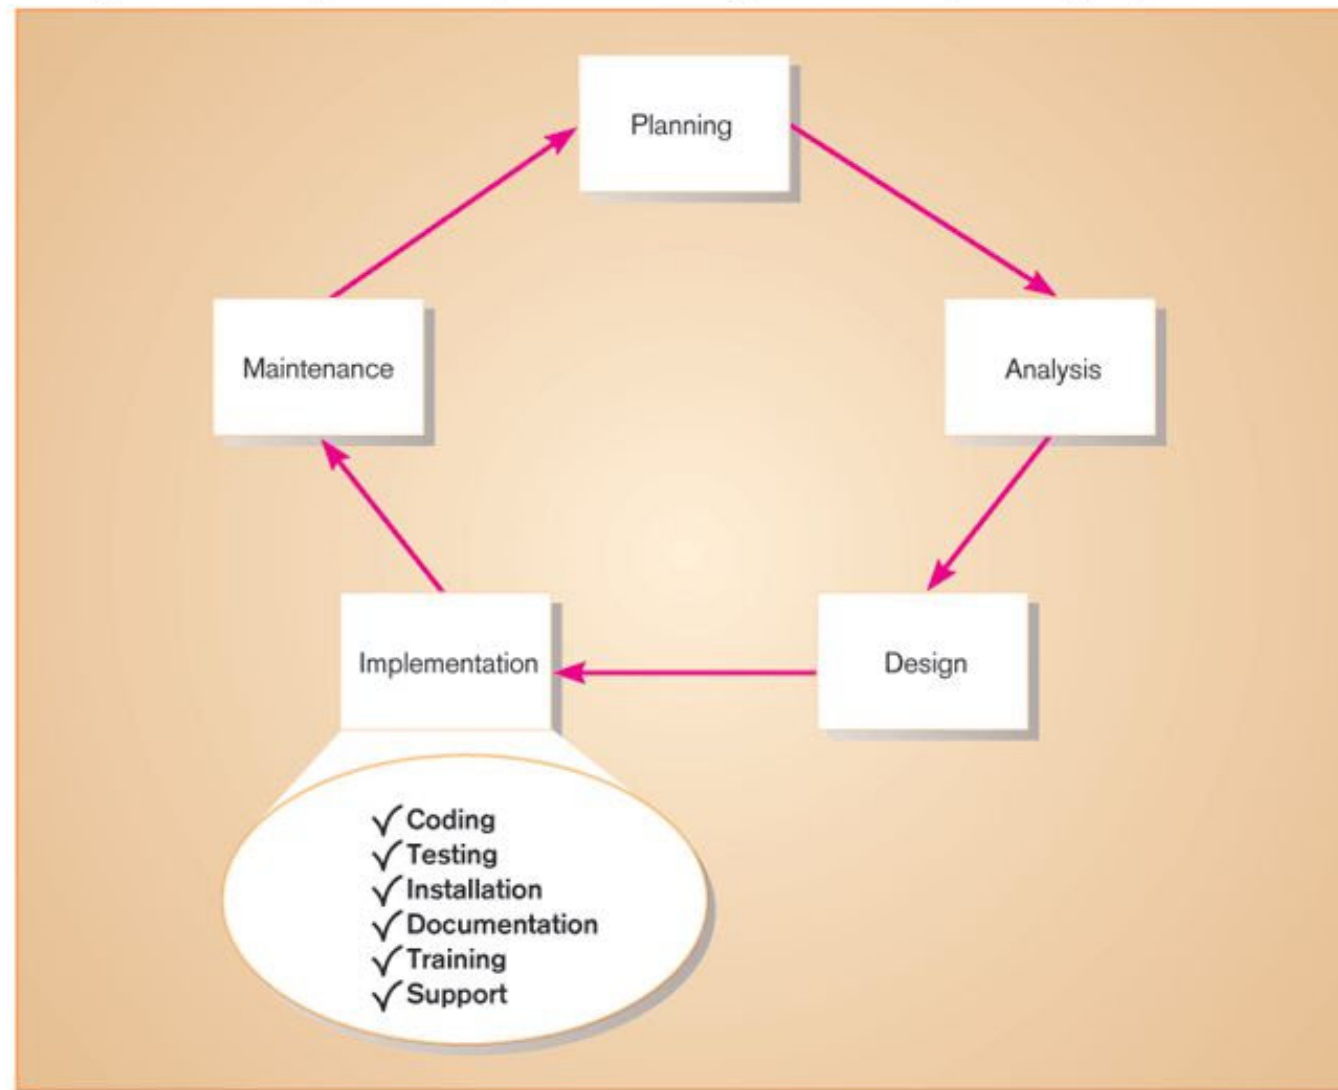 Planning
Maintenance
Analysis
Implementation
Design
✓ Coding
✓ Testing
✓ Installation
✓ Documentation
✓ Training
✓ Support